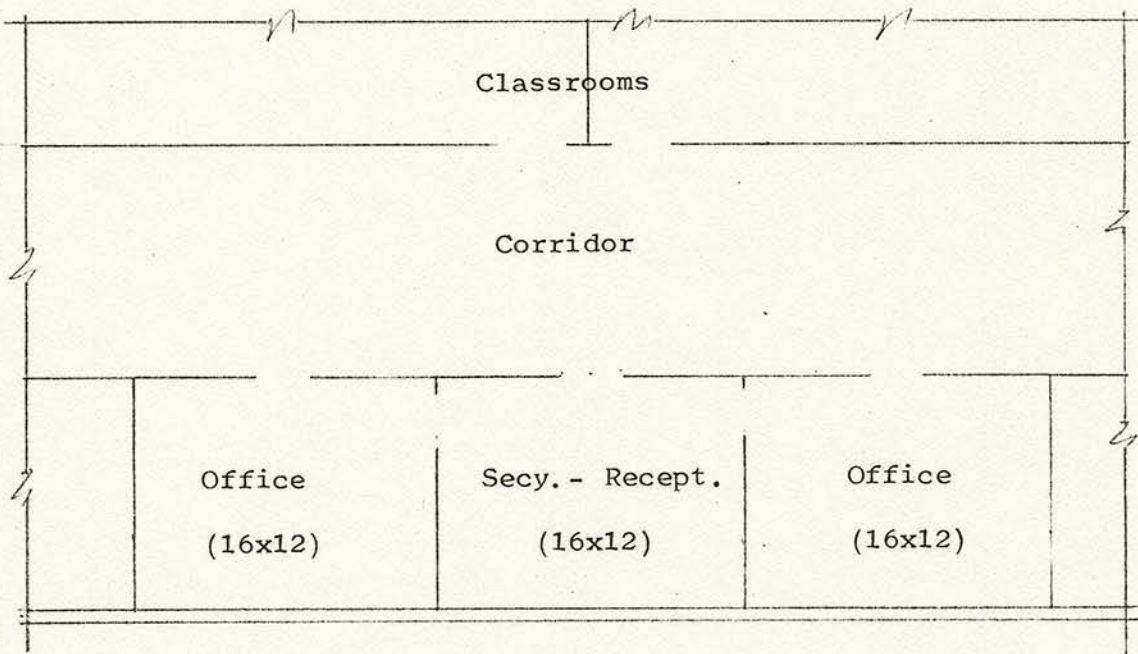 Classrooms
Corridor
Office
(16x12)
Secy.- Recept.
(16x12)
Office
(16x12)